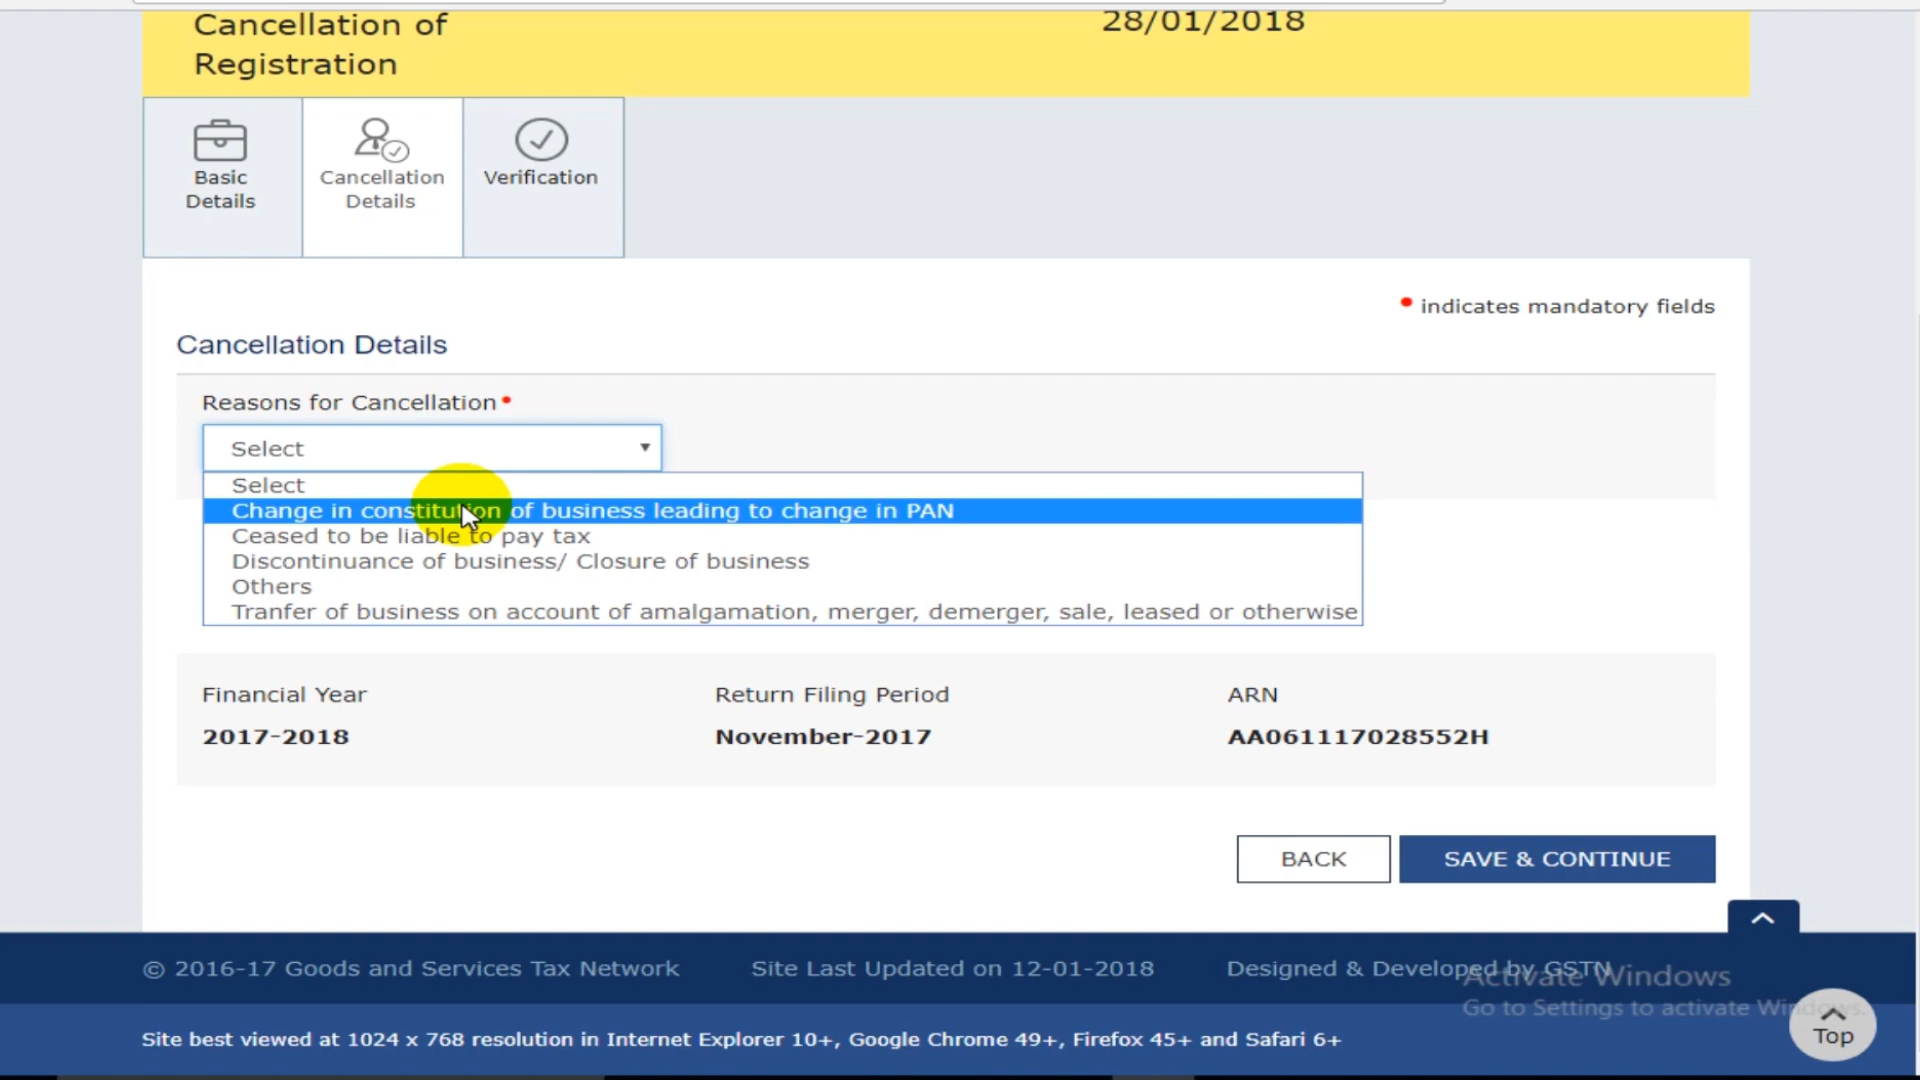 Cancellation of
Registration
28/01/2018
Basic
Details
Cancellation
Details
Verification
• indicates mandatory fields
Cancellation Details
Reasons for Cancellation •
Select
Select
Change in constitution of business leading to change in PAN
Ceased to be liable to pay tax
Discontinuance of business/ Closure of business
Others
Tranfer of business on account of amalgamation, merger, demerger, sale, leased or otherwise
Financial Year
Return Filing Period
ARN
2017-2018
November-2017
AA061117028552H
BACK
SAVE & CONTINUE
© 2016-17 Goods and Services Tax Network
Site Last Updated on 12-01-2018
Designed & Developed by GSTN
Activate Windows
Go to Settings to activate Windows.
Site best viewed at 1024 x 768 resolution in Internet Explorer 10+, Google Chrome 49+, Firefox 45+ and Safari 6+
Top